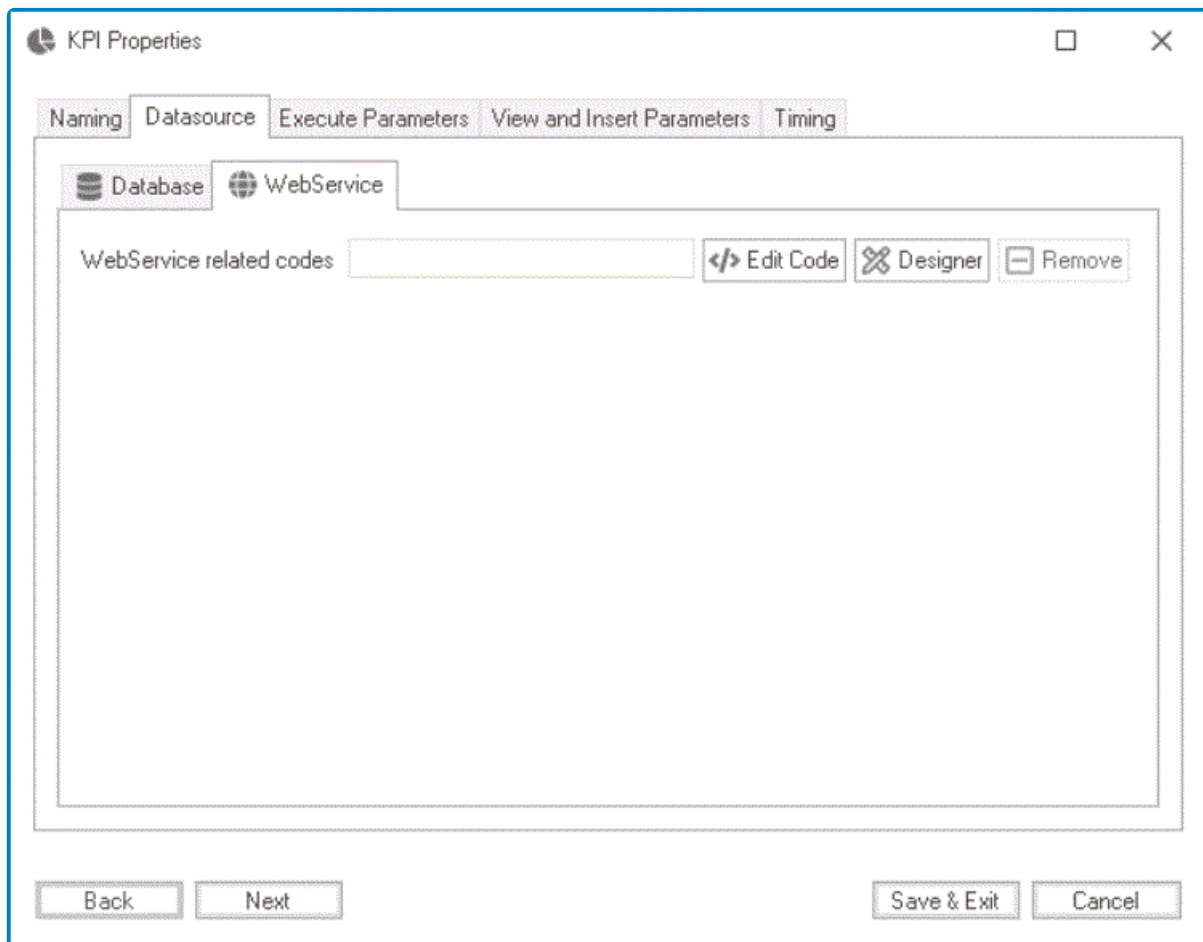 KPI Properties
Naming Datasource Execute Parameters View and Insert Parameters Timing
Database WebService
WebService related codes </> Edit Code Designer Remove
Back Next Save & Exit Cancel